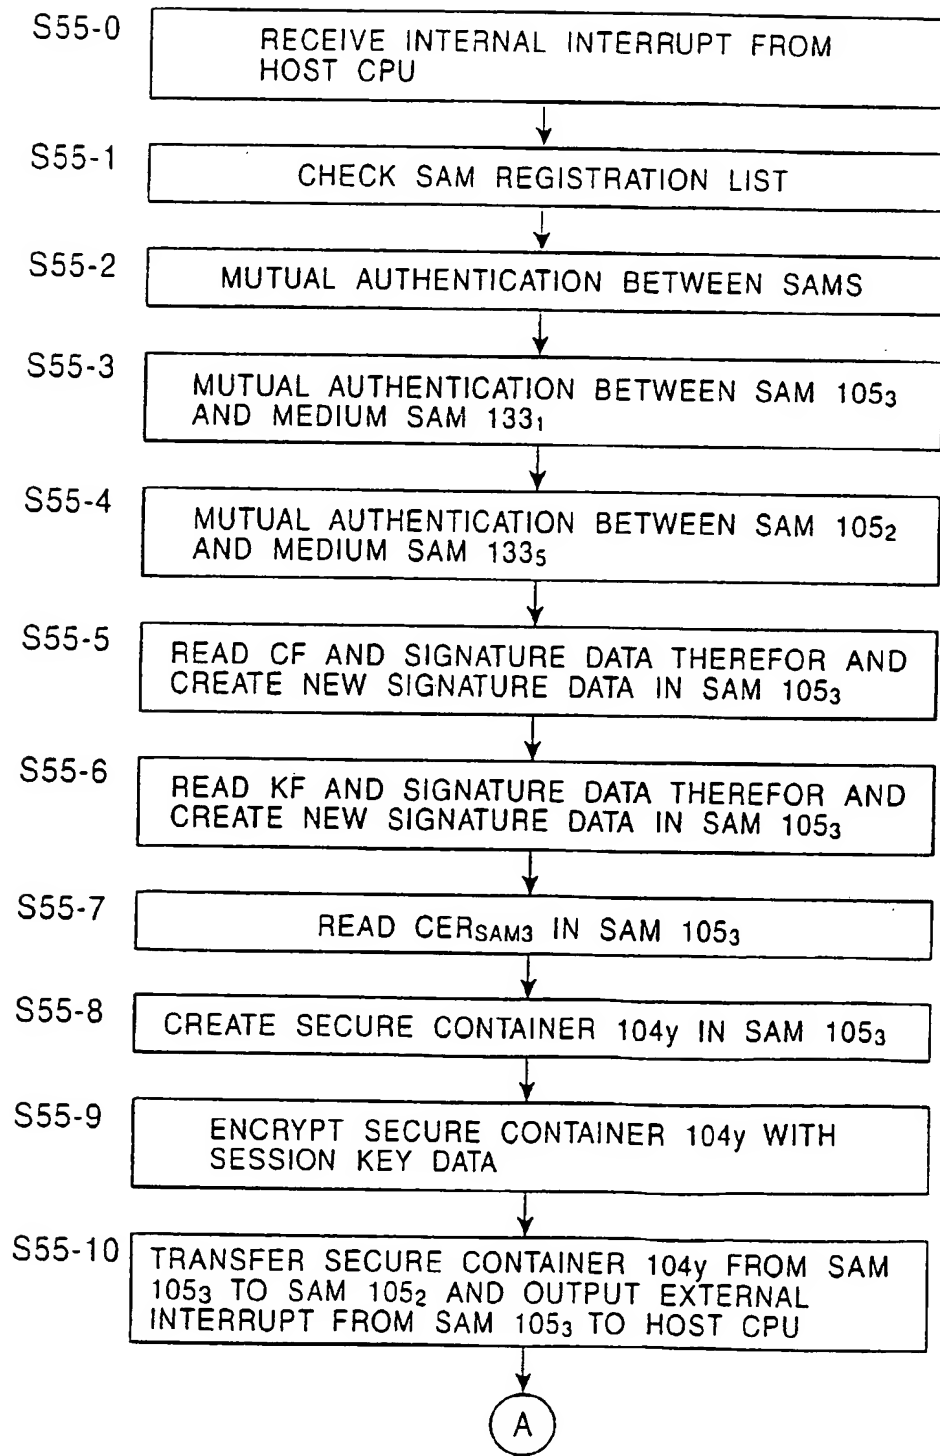 S55-0
RECEIVE INTERNAL INTERRUPT FROM
HOST CPU
S55-1
CHECK SAM REGISTRATION LIST
S55-2
MUTUAL AUTHENTICATION BETWEEN SAMS
S55-3
MUTUAL AUTHENTICATION BETWEEN SAM 105₃
AND MEDIUM SAM 133₁
S55-4
MUTUAL AUTHENTICATION BETWEEN SAM 105₂
AND MEDIUM SAM 133₅
S55-5
READ CF AND SIGNATURE DATA THEREFOR AND
CREATE NEW SIGNATURE DATA IN SAM 105₃
S55-6
READ KF AND SIGNATURE DATA THEREFOR AND
CREATE NEW SIGNATURE DATA IN SAM 105₃
S55-7
READ CER_SAM3 IN SAM 105₃
S55-8
CREATE SECURE CONTAINER 104y IN SAM 105₃
S55-9
ENCRYPT SECURE CONTAINER 104y WITH
SESSION KEY DATA
S55-10
TRANSFER SECURE CONTAINER 104y FROM SAM
105₃ TO SAM 105₂ AND OUTPUT EXTERNAL
INTERRUPT FROM SAM 105₃ TO HOST CPU
A